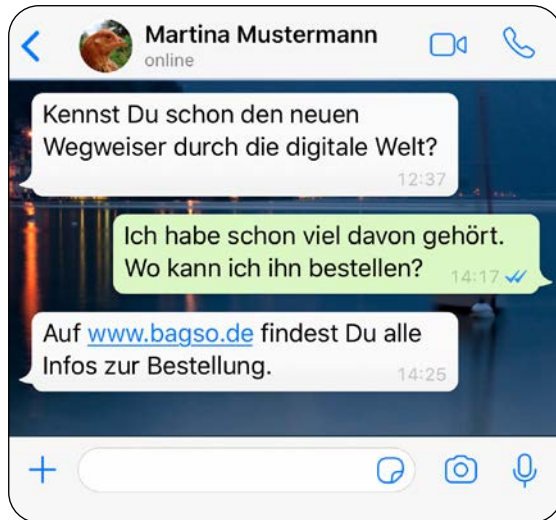 Martina Mustermann
online
Kennst Du schon den neuen
Wegweiser durch die digitale Welt?
12:37
Ich habe schon viel davon gehört.
Wo kann ich ihn bestellen?
14:17
Auf www.bagso.de findest Du alle
Infos zur Bestellung.
14:25